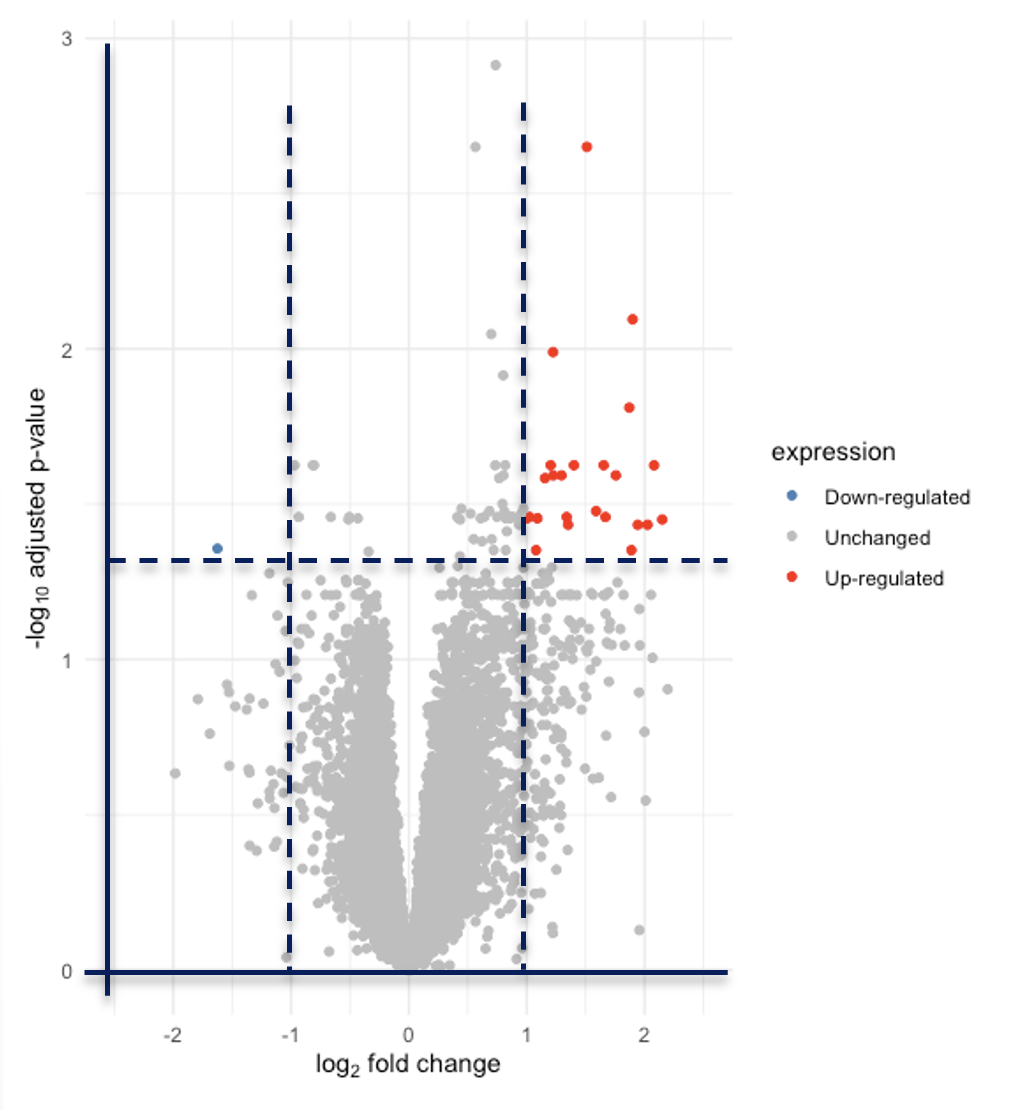 3
2
1
0
-log10 adjusted p-value
-2 -1 0 1 2
log2 fold change
expression
Down-regulated
Unchanged
Up-regulated